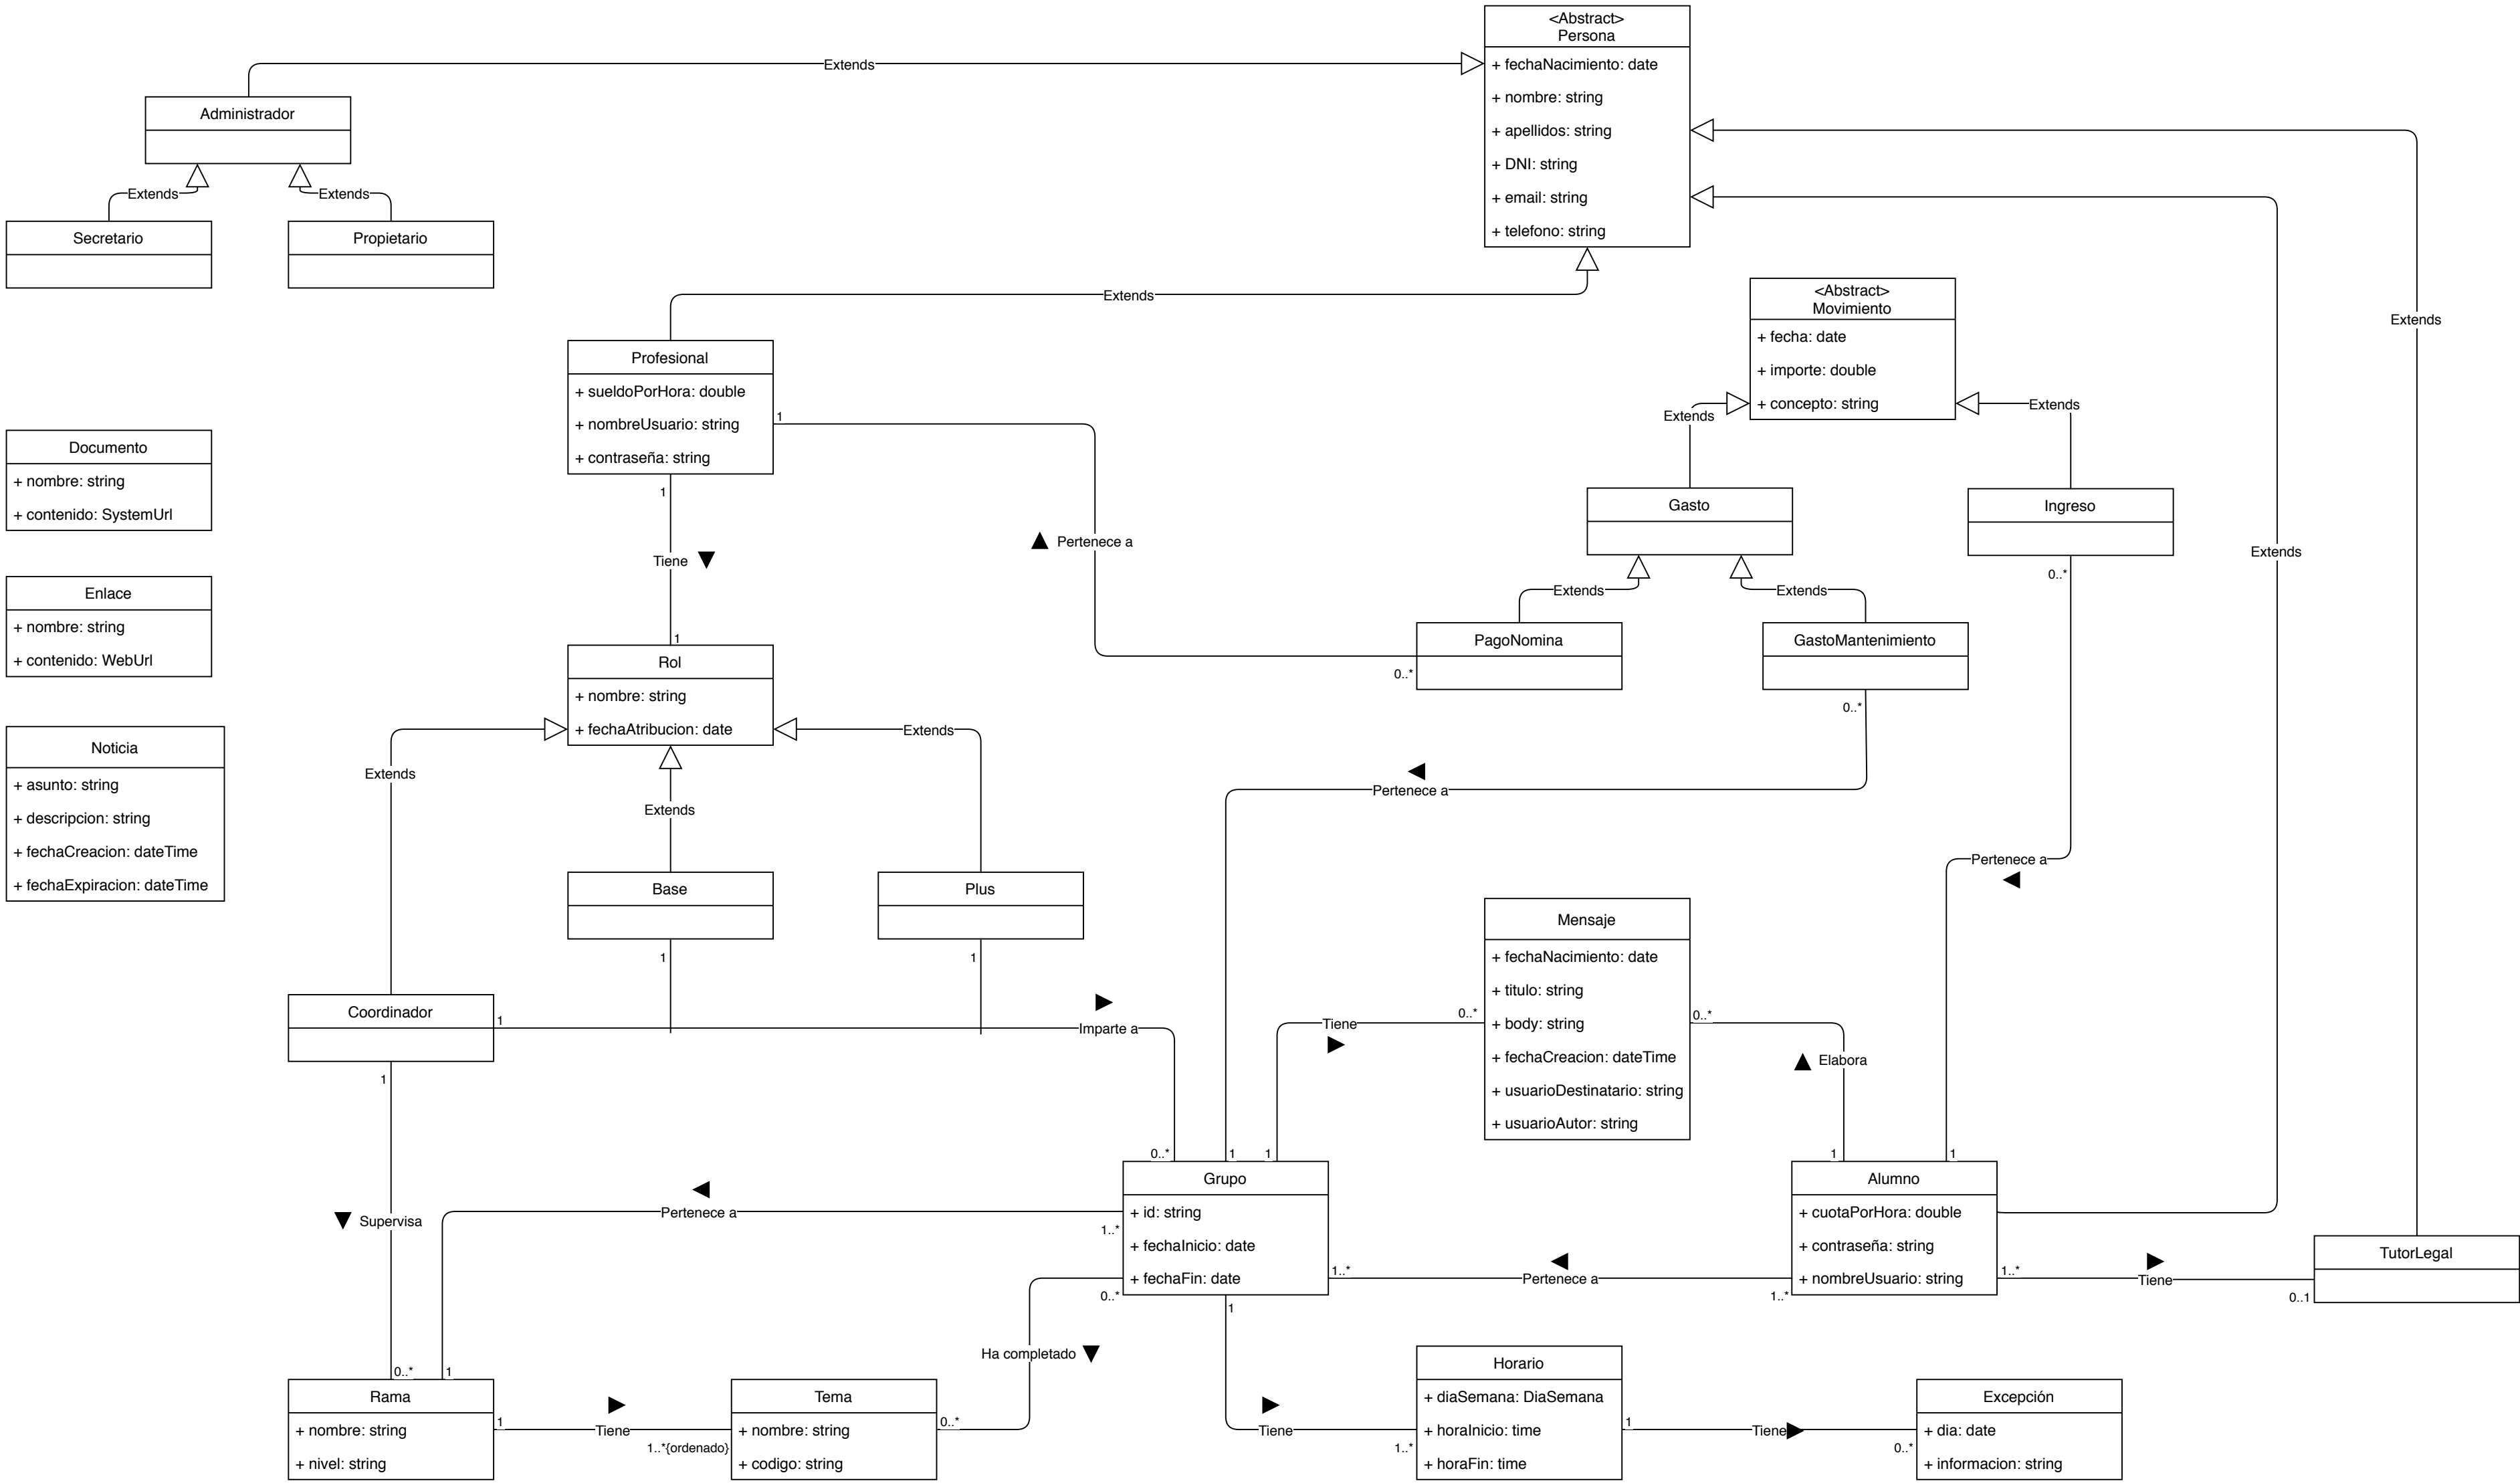 <Abstract>
Persona
+ fechaNacimiento: date
+ nombre: string
+ apellidos: string
+ DNI: string
+ email: string
+ telefono: string
Extends
Administrador
Extends
Extends
Secretario
Propietario
Extends
Extends
Extends
<Abstract>
Movimiento
+ fecha: date
+ importe: double
+ concepto: string
Extends
Extends
Profesional
+ sueldoPorHora: double
+ nombreUsuario: string
+ contraseña: string
1
1
Tiene
1
Pertenece a
Documento
+ nombre: string
+ contenido: SystemUrl
Enlace
+ nombre: string
+ contenido: WebUrl
Noticia
+ asunto: string
+ descripcion: string
+ fechaCreacion: dateTime
+ fechaExpiracion: dateTime
Gasto
Ingreso
0..*
Extends
Extends
PagoNomina
0..*
GastoMantenimiento
0..*
Rol
+ nombre: string
+ fechaAtribucion: date
Extends
Extends
Extends
Pertenece a
Pertenece a
Base
1
Plus
1
Coordinador
1
Imparte a
1
Supervisa
Mensaje
+ fechaNacimiento: date
+ titulo: string
+ body: string
+ fechaCreacion: dateTime
+ usuarioDestinatario: string
+ usuarioAutor: string
Tiene
0..*
0..*
Elabora
0..*
1
1
1
1
Grupo
+ id: string
+ fechaInicio: date
+ fechaFin: date
Pertenece a
1..*
0..*
1
1..*
Pertenece a
1..*
Alumno
+ cuotaPorHora: double
+ contraseña: string
+ nombreUsuario: string
1..*
Tiene
0..1
TutorLegal
Ha completado
0..*
1
Rama
+ nombre: string
+ nivel: string
1
Tiene
1..*{ordenado}
Tema
+ nombre: string
+ codigo: string
0..*
Tiene
1..*
Horario
+ diaSemana: DiaSemana
+ horaInicio: time
+ horaFin: time
1
Tiene
0..*
Excepción
+ dia: date
+ informacion: string